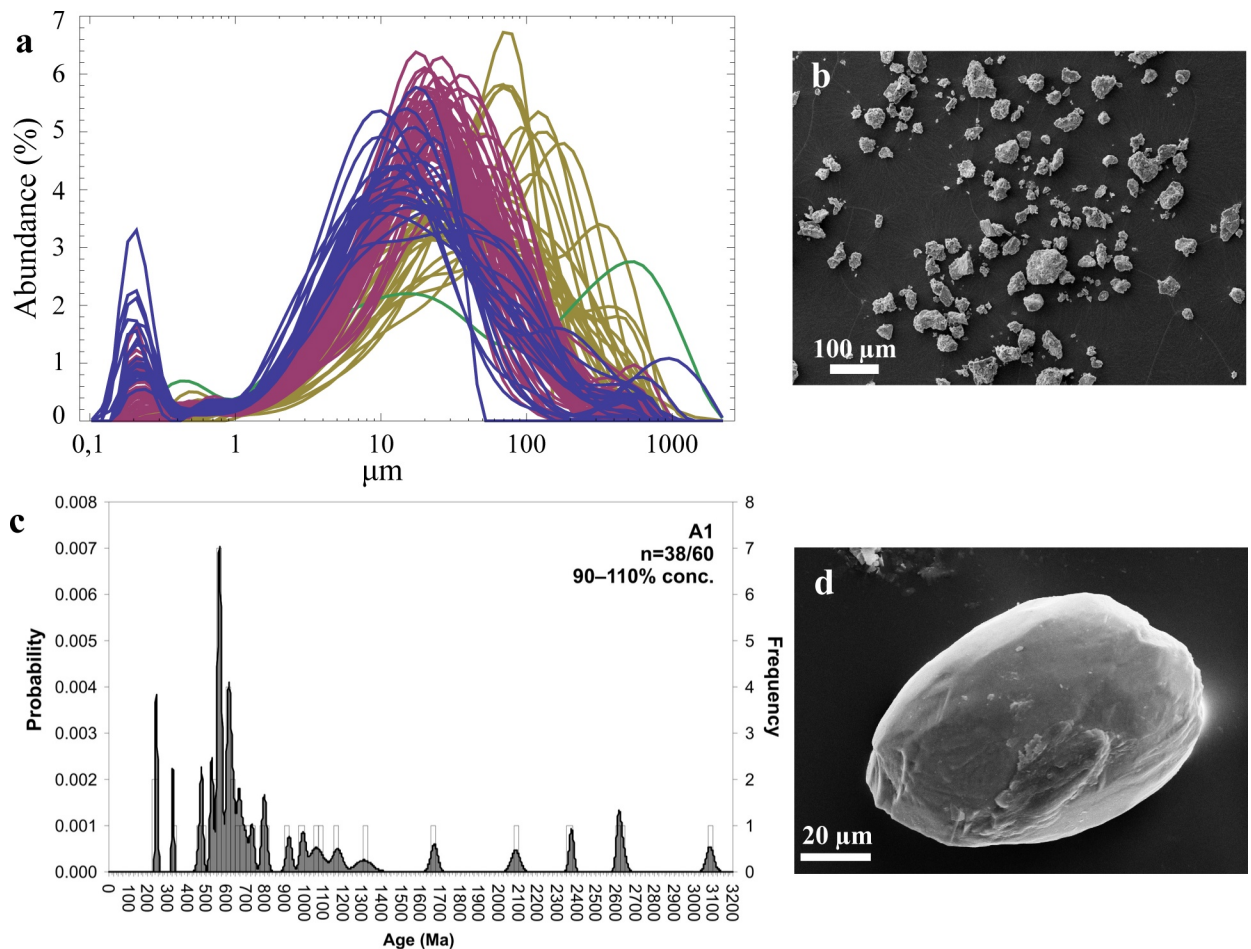 a
7
6
5
4
3
2
1
0
Abundance (%)
0,1 1 10 100 1000
µm
b
100 µm
c
0.008
0.007
0.006
0.005
0.004
0.003
0.002
0.001
0.000
Probability
A1
n=38/60
90–110% conc.
8
7
6
5
4
3
2
1
0
Frequency
0 100 200 300 400 500 600 700 800 900 1000 1100 1200 1300 1400 1500 1600 1700 1800 1900 2000 2100 2200 2300 2400 2500 2600 2700 2800 2900 3000 3100 3200
Age (Ma)
d
20 µm